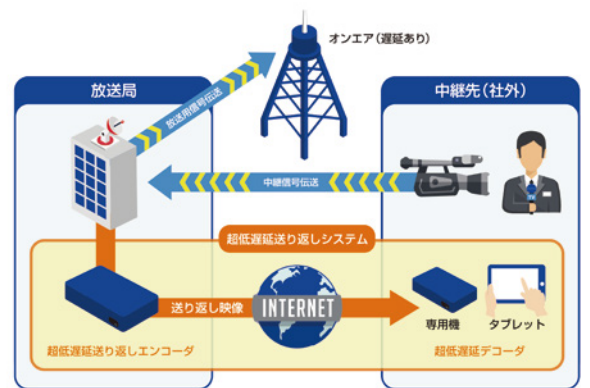 オンエア（遅延あり）
放送局
中継先（社外）
放送用信号伝送
中継信号伝送
超低遅延送り返しシステム
送り返し映像
INTERNET
専用機
タブレット
超低遅延送り返しエンコーダ
超低遅延デコーダ